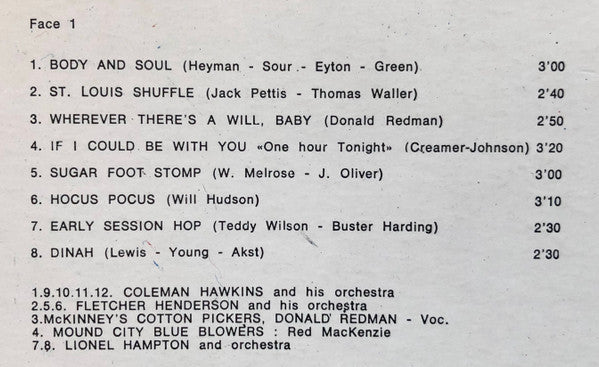 Face 1
1. BODY AND SOUL (Heyman - Sour - Eyton - Green) 3'00
2. ST. LOUIS SHUFFLE (Jack Pettis - Thomas Waller) 2'40
3. WHEREVER THERE'S A WILL, BABY (Donald Redman) 2'50
4. IF I COULD BE WITH YOU «One hour Tonight» (Creamer-Johnson) 3'20
5. SUGAR FOOT STOMP (W. Melrose - J. Oliver) 3'00
6. HOCUS POCUS (Will Hudson) 3'10
7. EARLY SESSION HOP (Teddy Wilson - Buster Harding) 2'30
8. DINAH (Lewis - Young - Akst) 2'30
1.9.10.11.12. COLEMAN HAWKINS and his orchestra
2.5.6. FLETCHER HENDERSON and his orchestra
3.McKINNEY'S COTTON PICKERS, DONALD REDMAN - Voc.
4. MOUND CITY BLUE BLOWERS : Red MacKenzie
7.8. LIONEL HAMPTON and orchestra